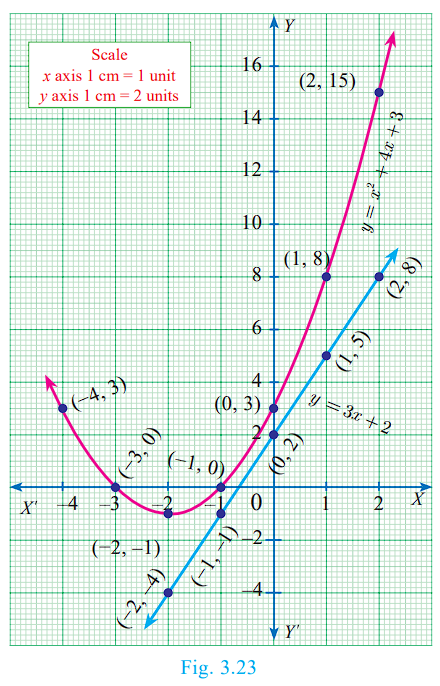 Scale
x axis 1 cm = 1 unit
y axis 1 cm = 2 units
Y
16
(2, 15)
14
y = x² + 4x + 3
12
10
(1, 8)
8
(2, 8)
6
(1, 5)
4
(−4, 3)
(0, 3)
y = 3x + 2
2
(0, 2)
(−3, 0)
(−1, 0)
X′
−4
−3
−2
−1
0
1
2
X
(−2, −1)
(−1, −1)
−2
(−2, −4)
−4
Y′
Fig. 3.23